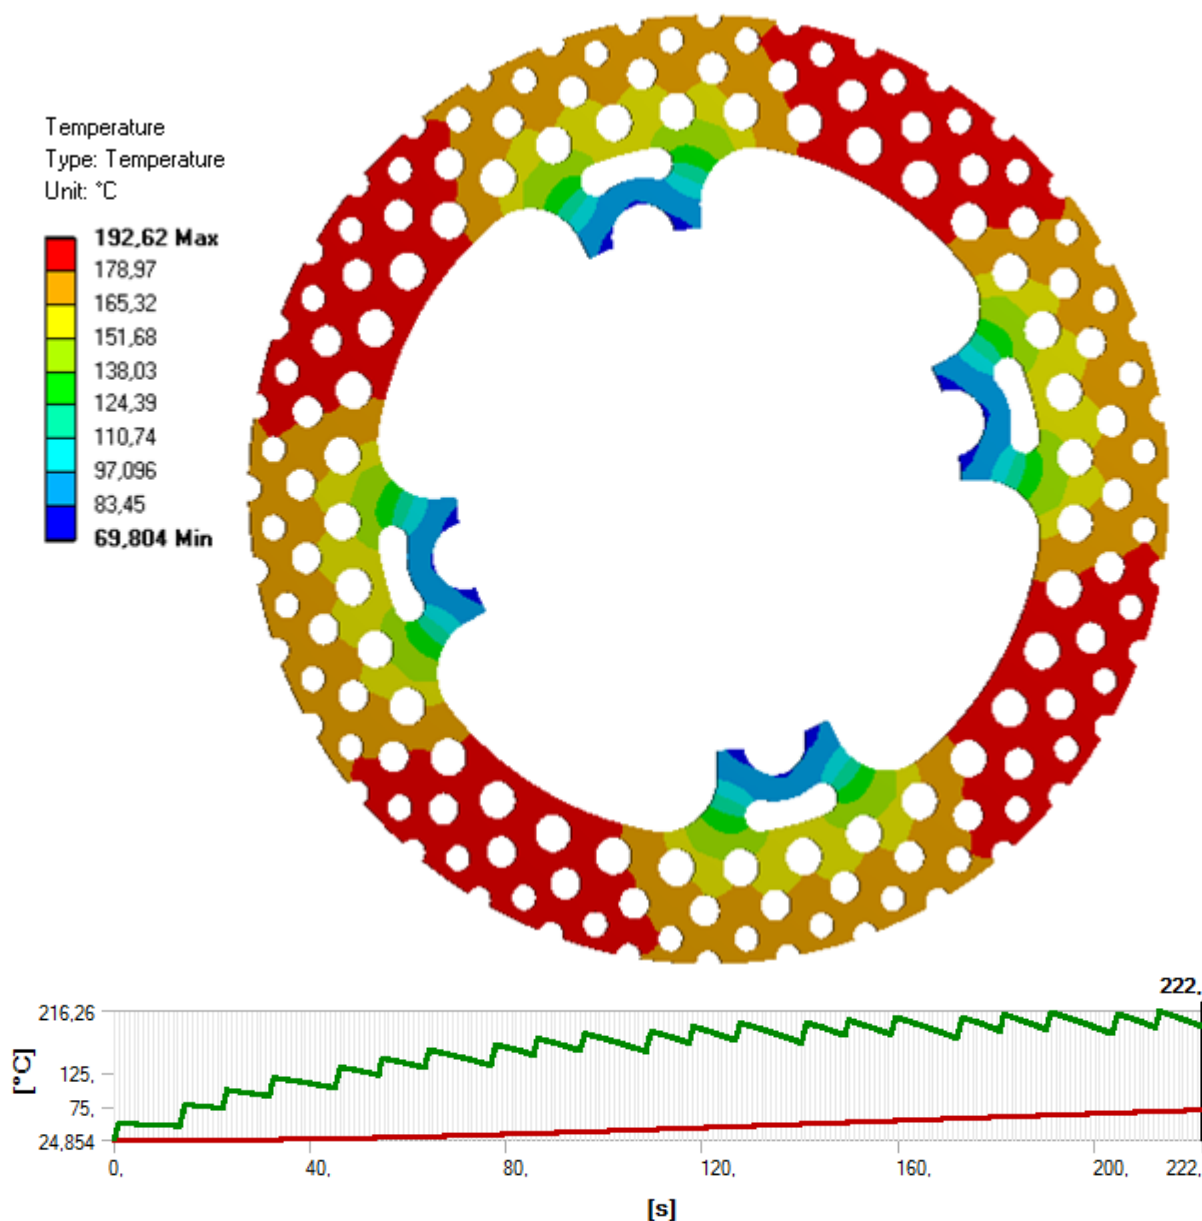 Temperature
Type: Temperature
Unit: °C
192,62 Max
178,97
165,32
151,68
138,03
124,39
110,74
97,096
83,45
69,804 Min
222,
216,26
125,
75,
24,854
[°C]
0,
40,
80,
120,
160,
200,
222,
[s]